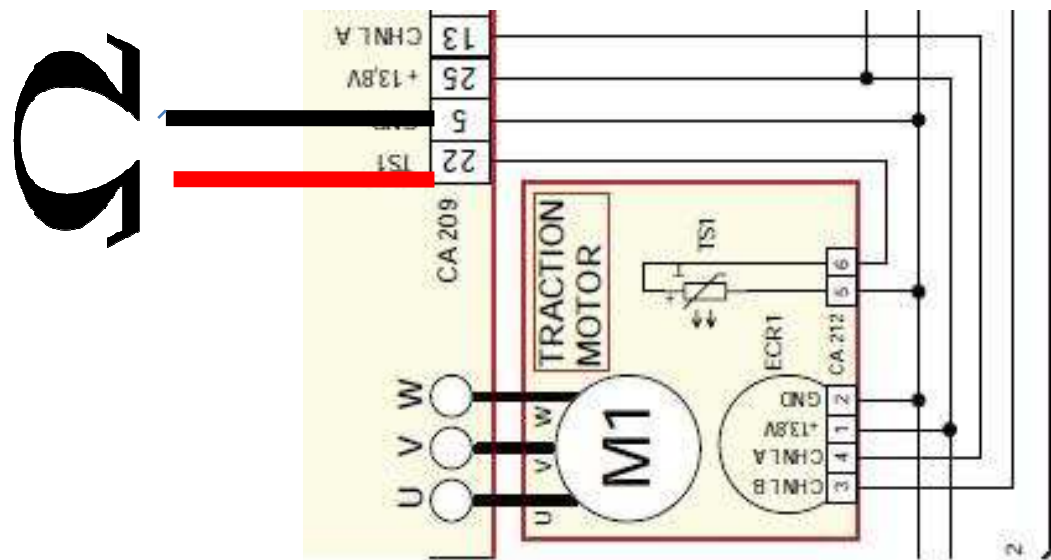 Ω
CHNL A 13
+13,8V 25
5
TS1 22
CA 209
TRACTION
MOTOR
TS1
+
6
5
CA 212
ECR1
GND 2
+13,8V 1
CHNL A 4
CHNL B 3
W W
V V
U U
M1
2